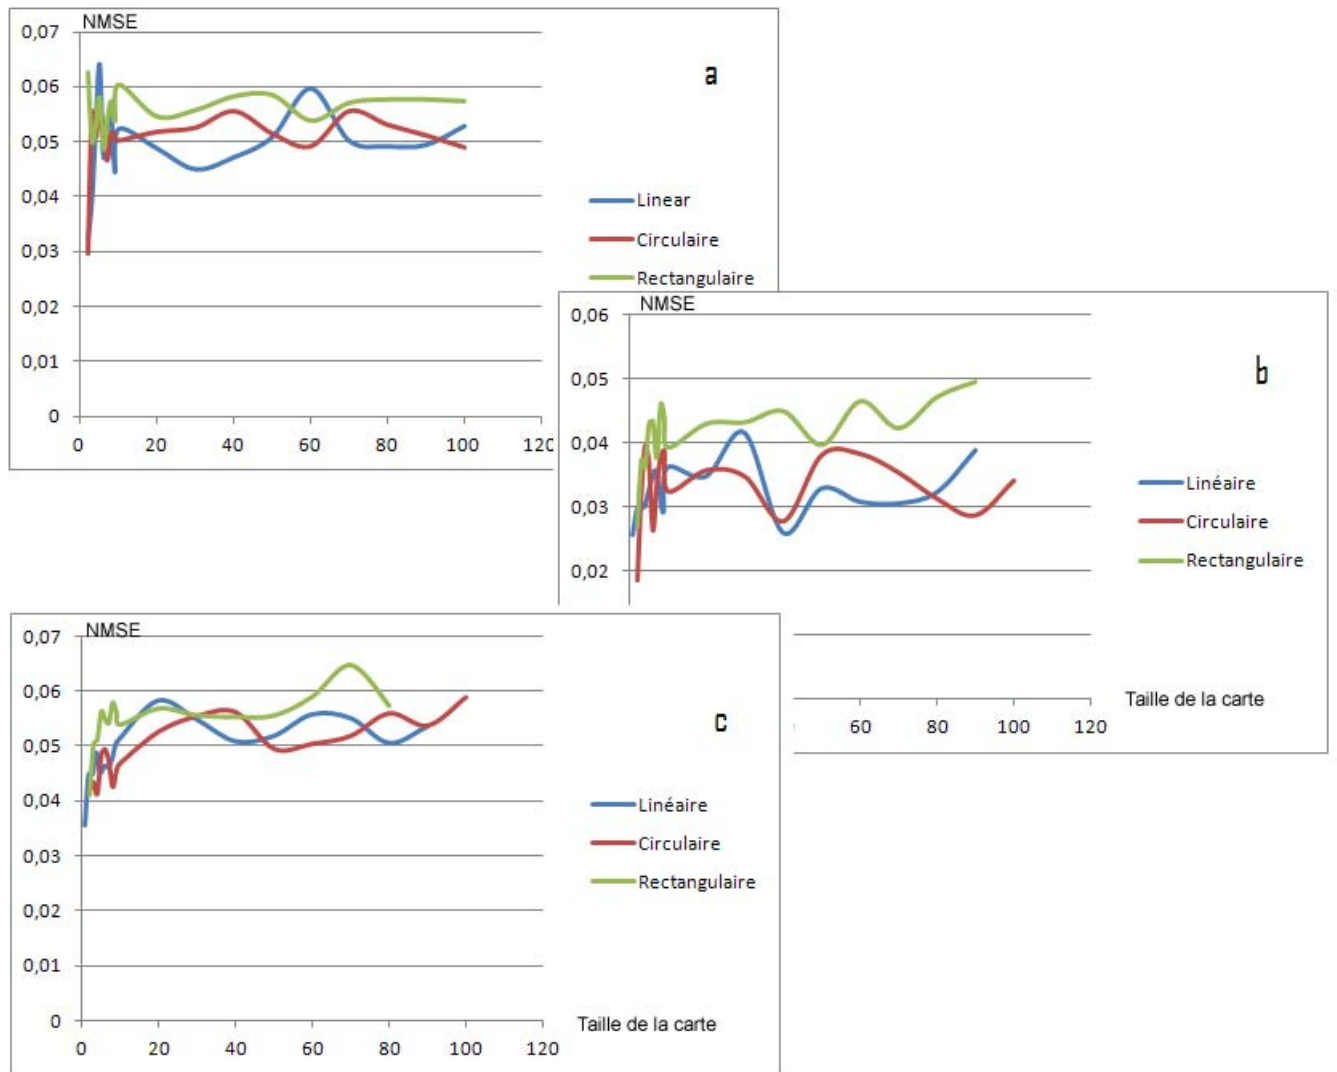 NMSE
0,07
0,06
0,05
0,04
0,03
0,02
0,01
0
0 20 40 60 80 100 120
a
Linear
Circulaire
Rectangulaire
NMSE
0,06
0,05
0,04
0,03
0,02
60 80 100 120
b
Linéaire
Circulaire
Rectangulaire
Taille de la carte
NMSE
0,07
0,06
0,05
0,04
0,03
0,02
0,01
0
0 20 40 60 80 100 120
c
Linéaire
Circulaire
Rectangulaire
Taille de la carte